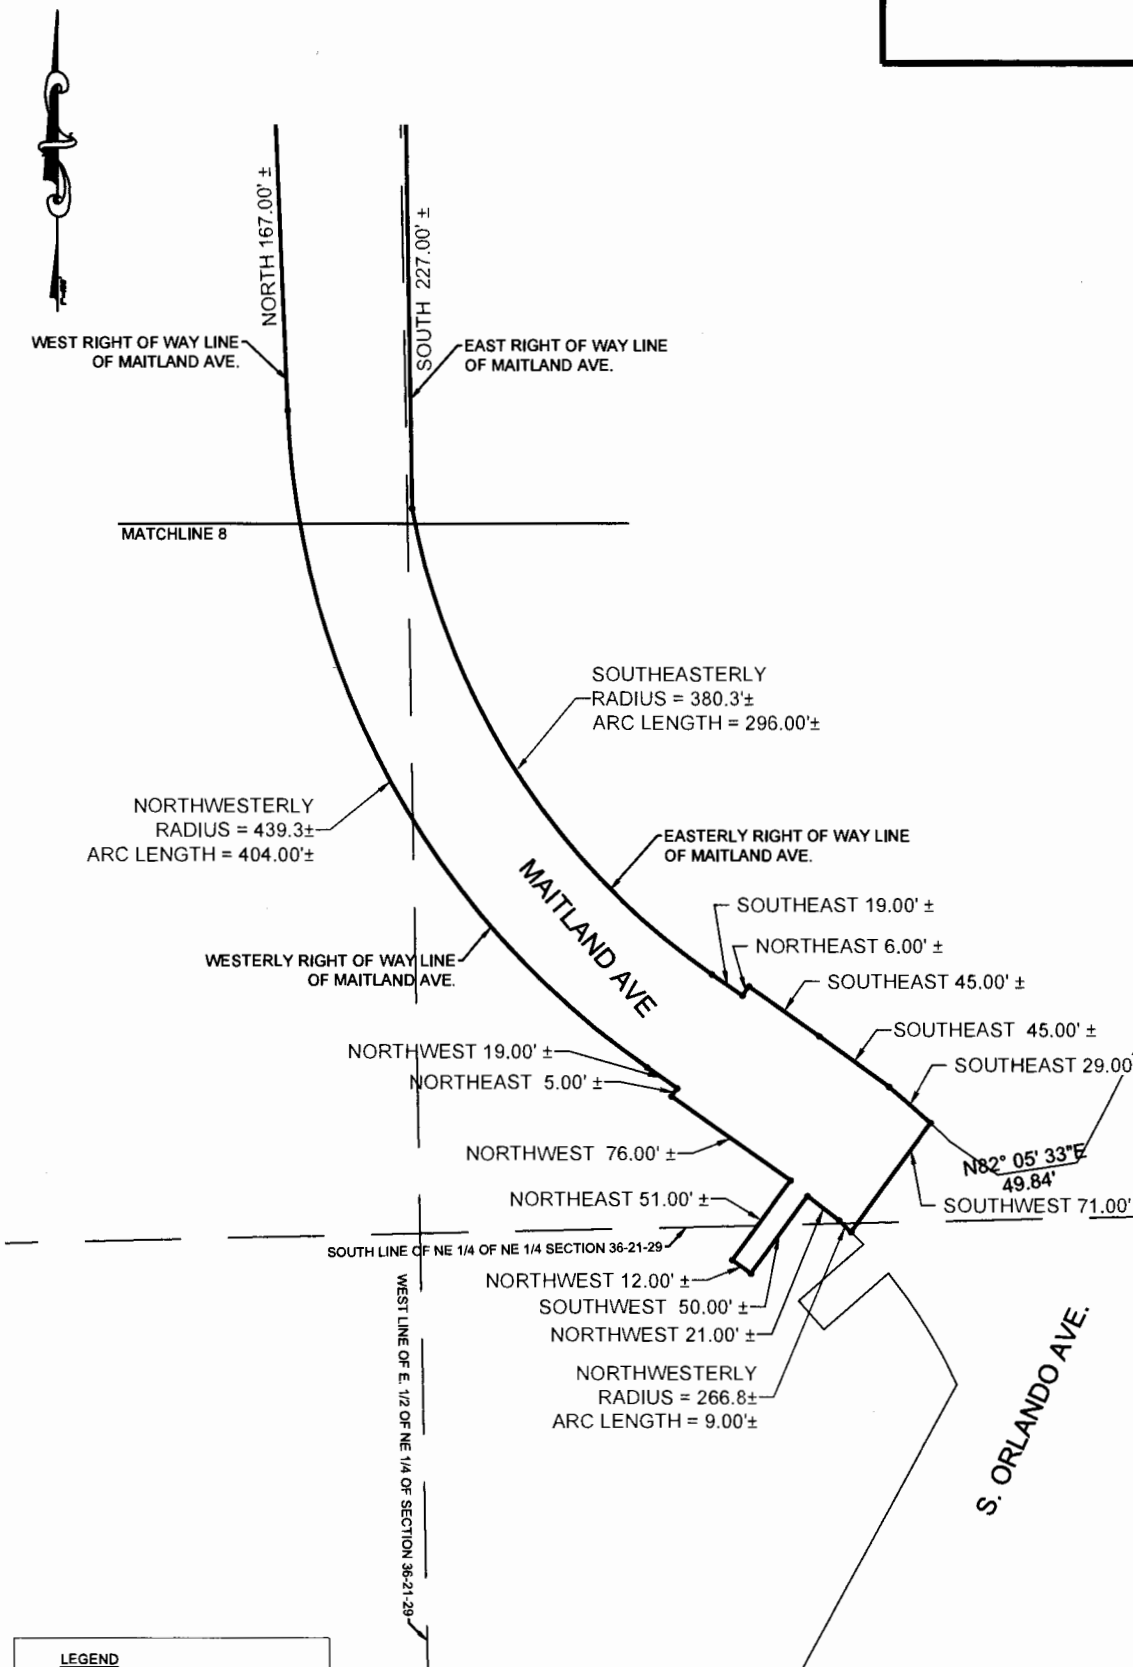 NORTH 167.00' ±
SOUTH 227.00' ±
WEST RIGHT OF WAY LINE
OF MAITLAND AVE.
EAST RIGHT OF WAY LINE
OF MAITLAND AVE.
MATCHLINE 8
SOUTHEASTERLY
RADIUS = 380.3'±
ARC LENGTH = 296.00'±
NORTHWESTERLY
RADIUS = 439.3±
ARC LENGTH = 404.00'±
EASTERLY RIGHT OF WAY LINE
OF MAITLAND AVE.
MAITLAND AVE
SOUTHEAST 19.00' ±
NORTHEAST 6.00' ±
WESTERLY RIGHT OF WAY LINE
OF MAITLAND AVE.
SOUTHEAST 45.00' ±
SOUTHEAST 45.00' ±
NORTHWEST 19.00' ±
SOUTHEAST 29.00'
NORTHEAST 5.00' ±
NORTHWEST 76.00' ±
N82° 05' 33"E
49.84'
NORTHEAST 51.00' ±
SOUTHWEST 71.00'
SOUTH LINE OF NE 1/4 OF NE 1/4 SECTION 36-21-29
NORTHWEST 12.00' ±
SOUTHWEST 50.00' ±
NORTHWEST 21.00' ±
WEST LINE OF E. 1/2 OF NE 1/4 OF SECTION 36-21-29
NORTHWESTERLY
RADIUS = 266.8±
ARC LENGTH = 9.00'±
S. ORLANDO AVE.
LEGEND